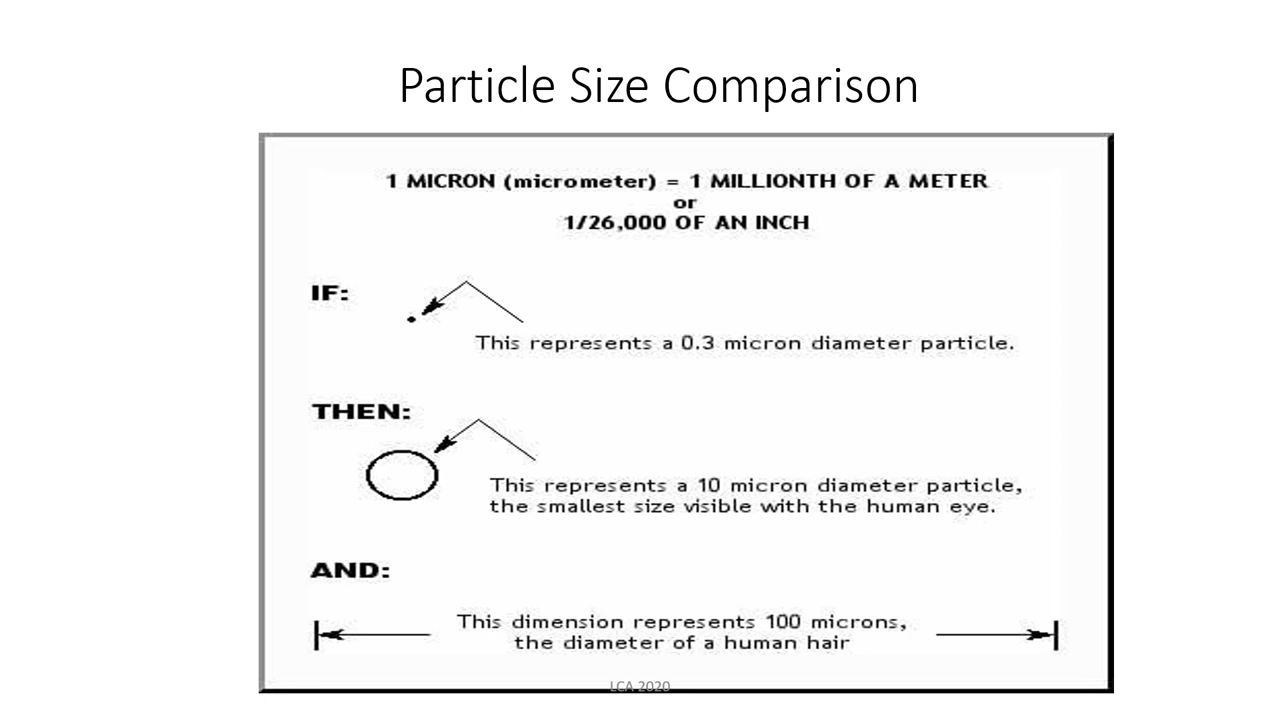 Particle Size Comparison
1 MICRON (micrometer) = 1 MILLIONTH OF A METER
or
1/26,000 OF AN INCH
IF:
This represents a 0.3 micron diameter particle.
THEN:
This represents a 10 micron diameter particle,
the smallest size visible with the human eye.
AND:
This dimension represents 100 microns,
the diameter of a human hair
LCA 2020